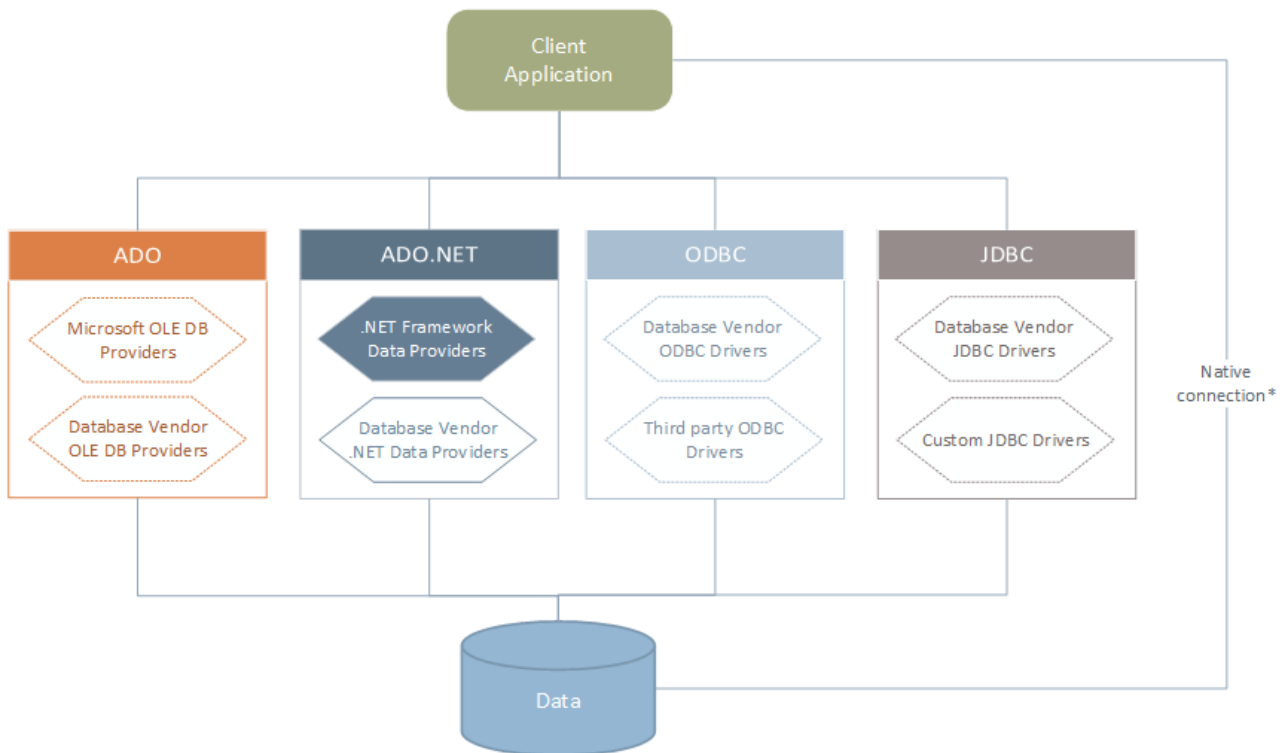 Client
Application
ADO
ADO.NET
ODBC
JDBC
Microsoft OLE DB
Providers
.NET Framework
Data Providers
Database Vendor
ODBC Drivers
Database Vendor
JDBC Drivers
Native
connection*
Database Vendor
OLE DB Providers
Database Vendor
.NET Data Providers
Third party ODBC
Drivers
Custom JDBC Drivers
Data